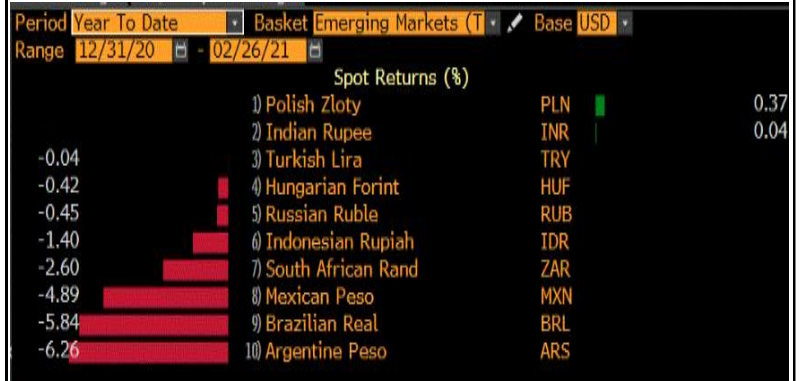 Period Year To Date Basket Emerging Markets (T Base USD
Range 12/31/20 - 02/26/21
Spot Returns (%)
1) Polish Zloty PLN 0.37
2) Indian Rupee INR 0.04
-0.04 3) Turkish Lira TRY
-0.42 4) Hungarian Forint HUF
-0.45 5) Russian Ruble RUB
-1.40 6) Indonesian Rupiah IDR
-2.60 7) South African Rand ZAR
-4.89 8) Mexican Peso MXN
-5.84 9) Brazilian Real BRL
-6.26 10) Argentine Peso ARS